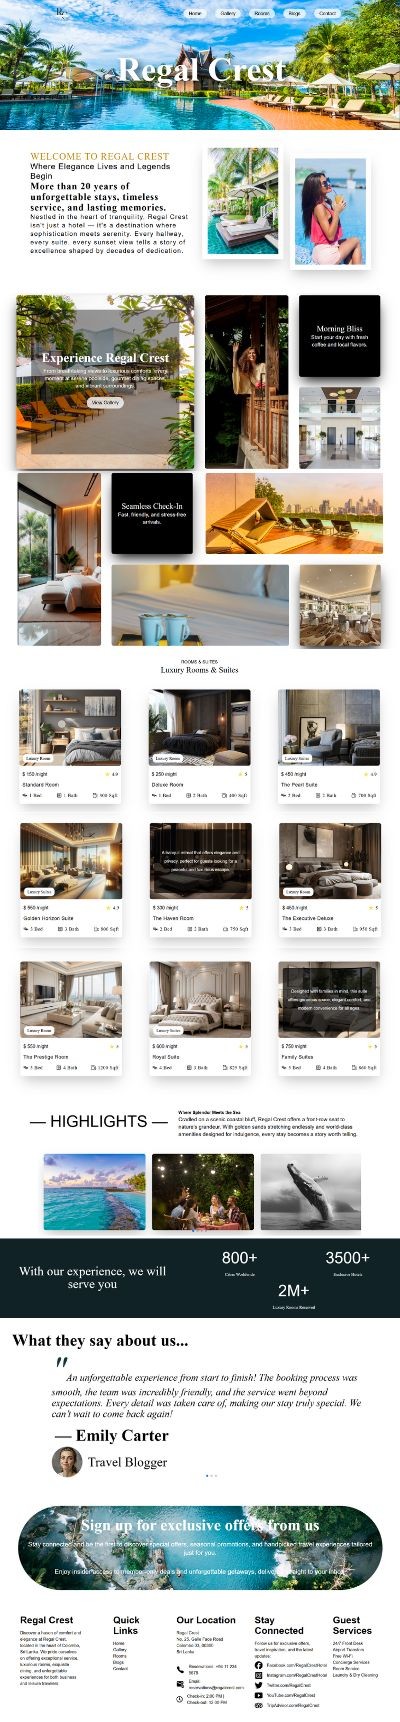 Home Gallery Rooms Blogs Contact
Regal Crest
WELCOME TO REGAL CREST
Where Elegance Lives and Legends
Begin
More than 20 years of
unforgettable stays, timeless
service, and lasting memories.
Nestled in the heart of tranquility, Regal Crest
isn't just a hotel — it's a destination where
sophistication meets serenity. Every hallway,
every suite, every sunset view tells a story of
excellence shaped by decades of dedication.
Experience Regal Crest
From breathtaking views to luxurious comforts, every
moment at serene poolside, gourmet dining spaces,
and vibrant surroundings.
View Gallery
Morning Bliss
Start your day with fresh
coffee and local flavors.
Seamless Check-In
Fast, friendly, and stress-free
arrivals.
ROOMS & SUITES
Luxury Rooms & Suites
Luxury Room
$ 150 /night 4.9
Standard Room
1 Bed 1 Bath 300 Sqft
Luxury Room
$ 250 /night 5
Deluxe Room
1 Bed 2 Bath 400 Sqft
Luxury Suites
$ 450 /night 4.9
The Pearl Suite
2 Bed 2 Bath 700 Sqft
Luxury Suites
$ 560 /night
Golden Horizon Suite
3 Bed 3 Bath 800 Sqft
A tranquil retreat that offers elegance and
privacy, perfect for guests looking for a
peaceful and luxurious escape.
$ 330 /night 5
The Haven Room
2 Bed 2 Bath 750 Sqft
Luxury Room
$ 460 /night 5
The Executive Deluxe
3 Bed 3 Bath 950 Sqft
Luxury Room
$ 550 /night 5
The Prestige Room
5 Bed 4 Bath 1200 Sqft
Luxury Suites
$ 600 /night 5
Royal Suite
4 Bed 3 Bath 825 Sqft
Designed with families in mind, this suite
offers generous space, elegant comfort, and
modern convenience for all ages.
$ 750 /night 5
Family Suites
5 Bed 4 Bath 860 Sqft
— HIGHLIGHTS —
Where Splendor Meets the Sea
Cradled on a scenic coastal bluff, Regal Crest offers a front-row seat to
nature's grandeur. With golden sands stretching endlessly and world-class
amenities designed for indulgence, every stay becomes a story worth telling.
With our experience, we will
serve you
800+
Cities Worldwide
3500+
Exclusive Hotels
2M+
Luxury Rooms Reserved
What they say about us...
"
An unforgettable experience from start to finish! The booking process was
smooth, the team was incredibly friendly, and the service went beyond
expectations. Every detail was taken care of, making our stay truly special. We
can't wait to come back again!
— Emily Carter
Travel Blogger
Sign up for exclusive offers from us
Stay connected and be the first to discover special offers, seasonal promotions, and handpicked travel experiences tailored
just for you.
Enjoy insider access to member-only deals and unforgettable getaways, delivered straight to your inbox
Regal Crest
Discover a haven of comfort and
elegance at Regal Crest,
located in the heart of Colombo,
Sri Lanka. We pride ourselves
on offering exceptional service,
luxurious rooms, exquisite
dining, and unforgettable
experiences for both business
and leisure travelers
Quick
Links
Home
Gallery
Rooms
Blogs
Contact
Our Location
Regal Crest
No. 25, Galle Face Road
Colombo 03, 00300
Sri Lanka
Reservations: +94 11 234
5678
Email:
reservations@regalcrest.com
Check-in: 2:00 PM |
Check-out: 12:00 PM
Stay
Connected
Follow us for exclusive offers,
travel inspiration, and the latest
updates:
Facebook.com/RegalCrestHotel
Instagram.com/RegalCrestHotel
Twitter.com/RegalCrest
YouTube.com/RegalCrest
TripAdvisor.com/RegalCrest
Guest
Services
24/7 Front Desk
Airport Transfers
Free Wi-Fi
Concierge Services
Room Service
Laundry & Dry Cleaning